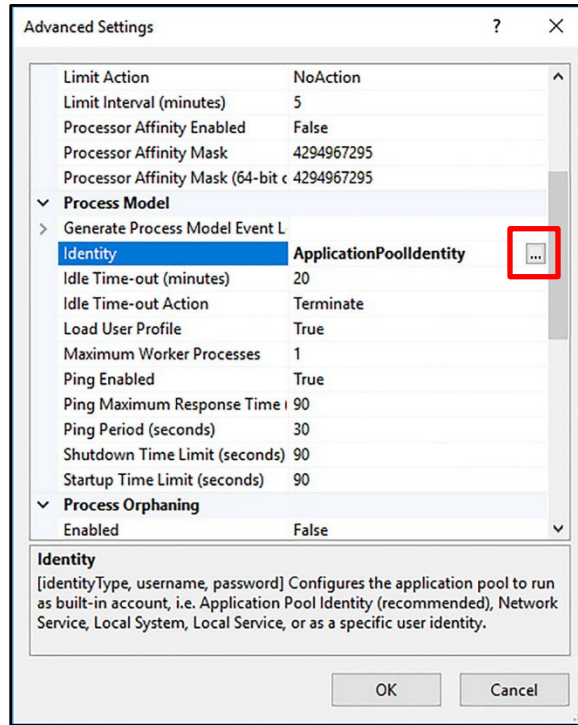 Advanced Settings ? ×
Limit Action NoAction
Limit Interval (minutes) 5
Processor Affinity Enabled False
Processor Affinity Mask 4294967295
Processor Affinity Mask (64-bit c 4294967295
Process Model
Generate Process Model Event L
Identity ApplicationPoolIdentity ...
Idle Time-out (minutes) 20
Idle Time-out Action Terminate
Load User Profile True
Maximum Worker Processes 1
Ping Enabled True
Ping Maximum Response Time ( 90
Ping Period (seconds) 30
Shutdown Time Limit (seconds) 90
Startup Time Limit (seconds) 90
Process Orphaning
Enabled False
Identity
[identityType, username, password] Configures the application pool to run
as built-in account, i.e. Application Pool Identity (recommended), Network
Service, Local System, Local Service, or as a specific user identity.
OK Cancel